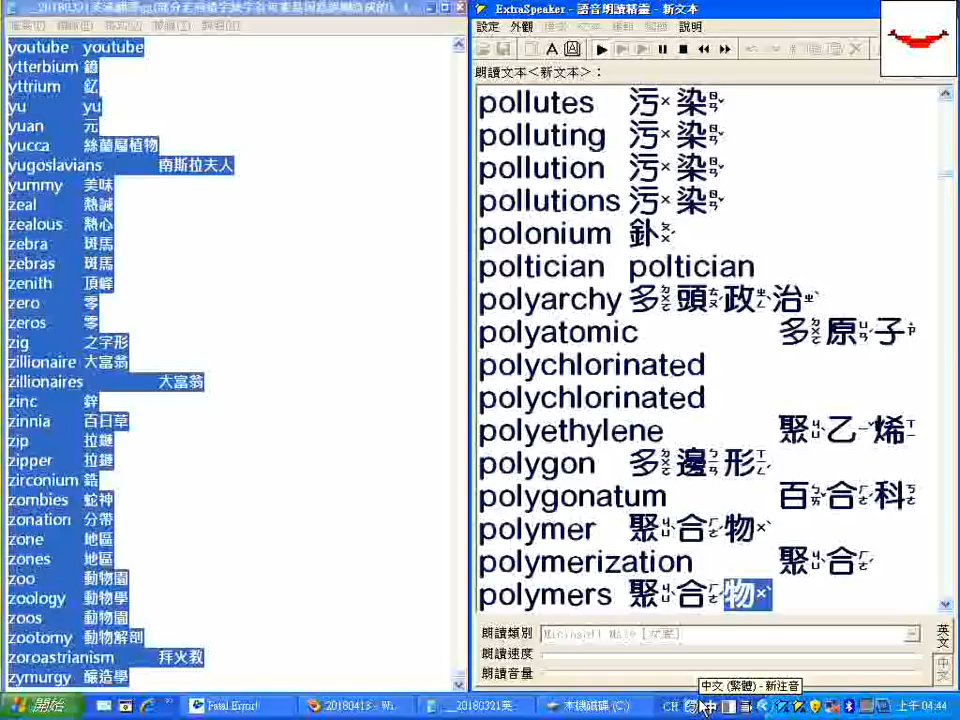 youtube youtube
ytterbium 鐿
yttrium 釔
yu yu
yuan 元
yucca 絲蘭屬植物
yugoslavians 南斯拉夫人
yummy 美味
zeal 熱誠
zealous 熱心
zebra 斑馬
zebras 斑馬
zenith 頂峰
zero 零
zeros 零
zig 之字形
zillionaire 大富翁
zillionaires 大富翁
zinc 鋅
zinnia 百日草
zip 拉鏈
zipper 拉鏈
zirconium 鋯
zombies 蛇神
zonation 分帶
zone 地區
zones 地區
zoo 動物園
zoology 動物學
zoos 動物園
zootomy 動物解剖
zoroastrianism 拜火教
zymurgy 釀造學
ExtraSpeaker - 語音朗讀精靈 - 新文本
設定 外觀 說明
朗讀文本<新文本>:
pollutes 污染
polluting 污染
pollution 污染
pollutions 污染
polonium 釙
poltician poltician
polyarchy 多頭政治
polyatomic 多原子
polychlorinated
polychlorinated
polyethylene 聚乙烯
polygon 多邊形
polygonatum 百合科
polymer 聚合物
polymerization 聚合
polymers 聚合物
朗讀類別
朗讀速度
朗讀音量
英文
中文
中文 (繁體) - 新注音
開始 Fatal Error! 20180413 - Wi... __20180321英... 本機磁碟 (C:) CH 上午 04:44